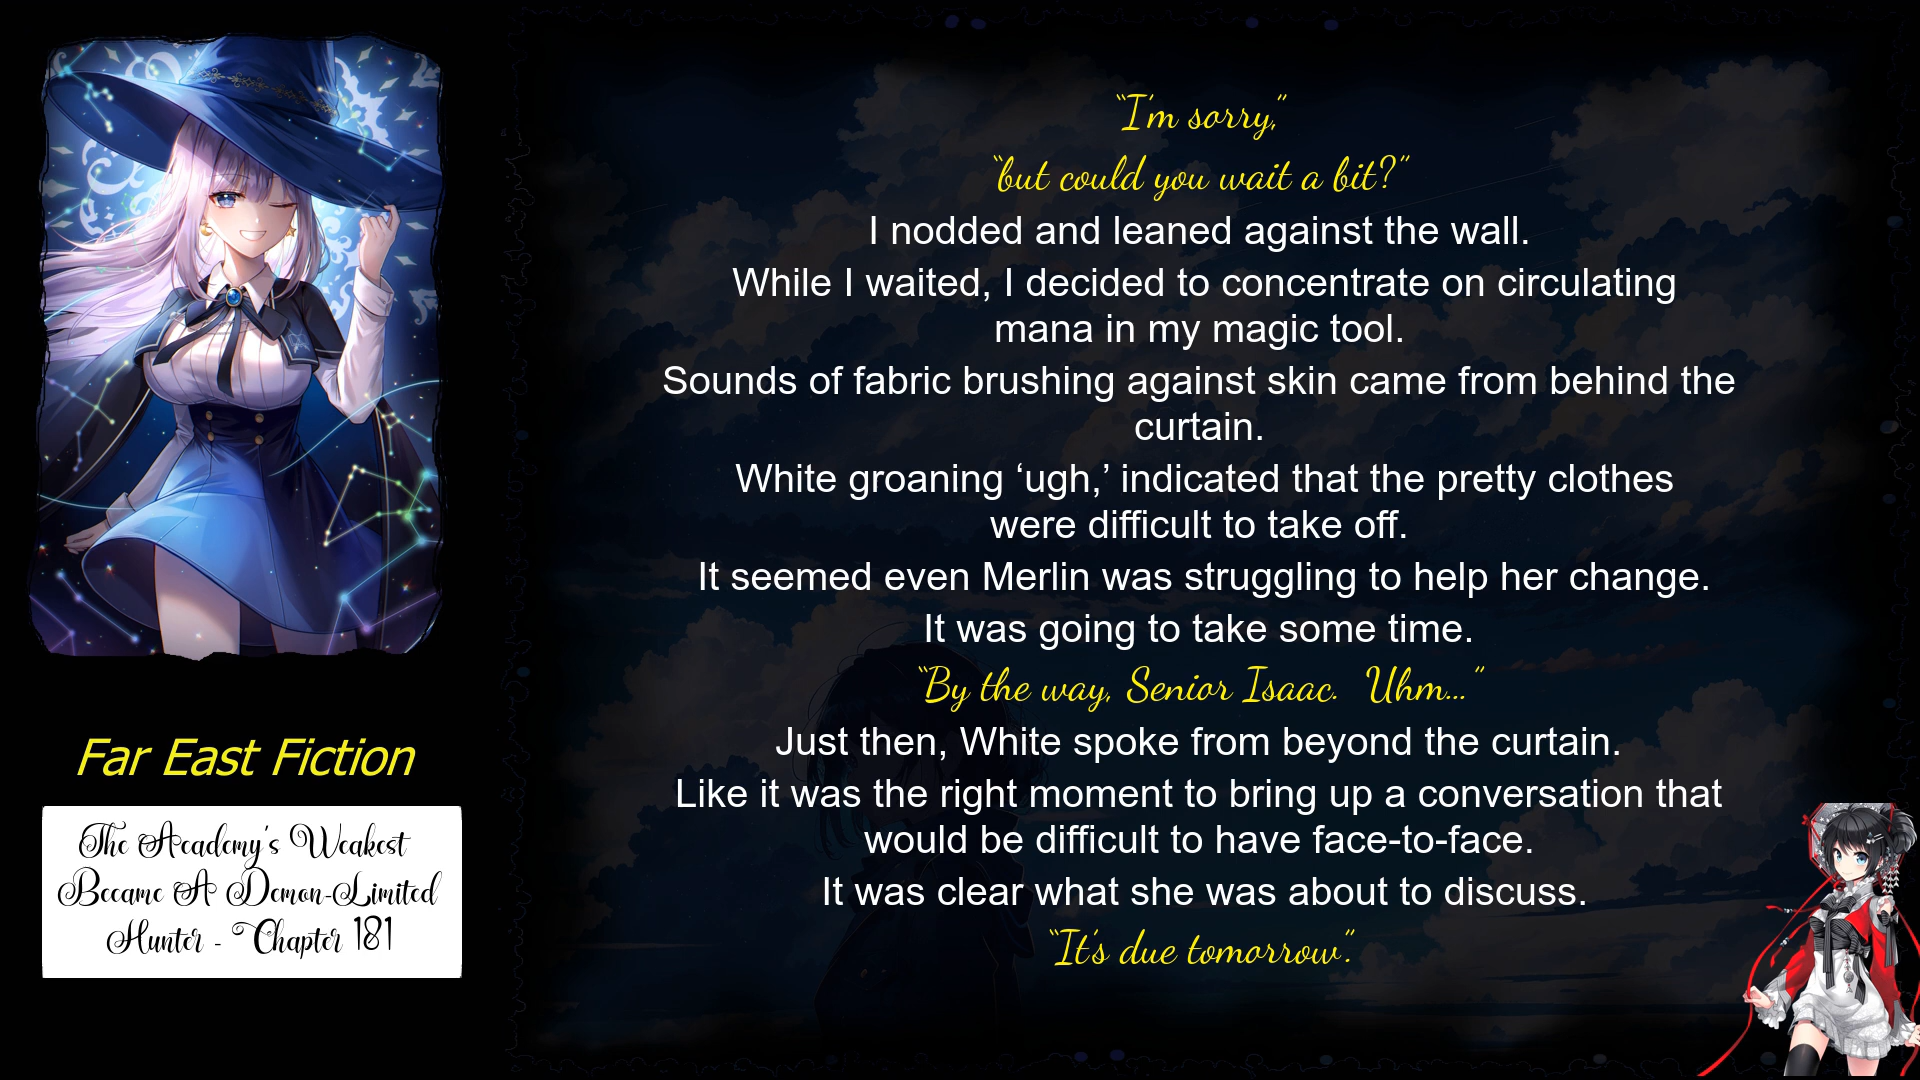 “I’m sorry,”
“but could you wait a bit?”
I nodded and leaned against the wall.
While I waited, I decided to concentrate on circulating
mana in my magic tool.
Sounds of fabric brushing against skin came from behind the
curtain.
White groaning ‘ugh,’ indicated that the pretty clothes
were difficult to take off.
It seemed even Merlin was struggling to help her change.
It was going to take some time.
“By the way, Senior Isaac.  Uhm…”
Just then, White spoke from beyond the curtain.
Like it was the right moment to bring up a conversation that
would be difficult to have face-to-face.
It was clear what she was about to discuss.
“It’s due tomorrow”.
Far East Fiction
The Academy's Weakest
Became A Demon-Limited
Hunter - Chapter 181